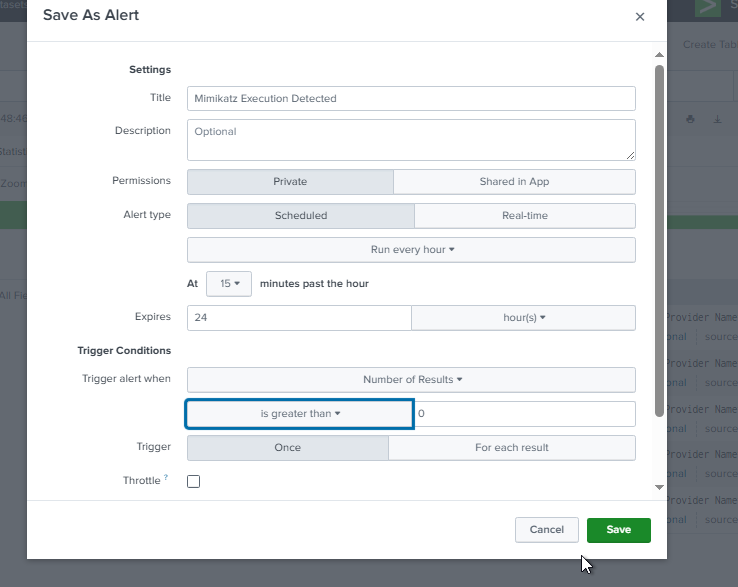 tasets
Save As Alert
Create Tab
Settings
Title Mimikatz Execution Detected
48:46
Description Optional
Statist
Zoom
Permissions Private Shared in App
Alert type Scheduled Real-time
Run every hour
At 15 minutes past the hour
All Fie
Expires 24 hour(s)
Provider Name
onal source
Trigger Conditions
Provider Name
Trigger alert when Number of Results
onal source
is greater than 0
Provider Name
onal source
Trigger Once For each result
Provider Name
onal source
Throttle ?
Provider Name
onal source
Cancel Save